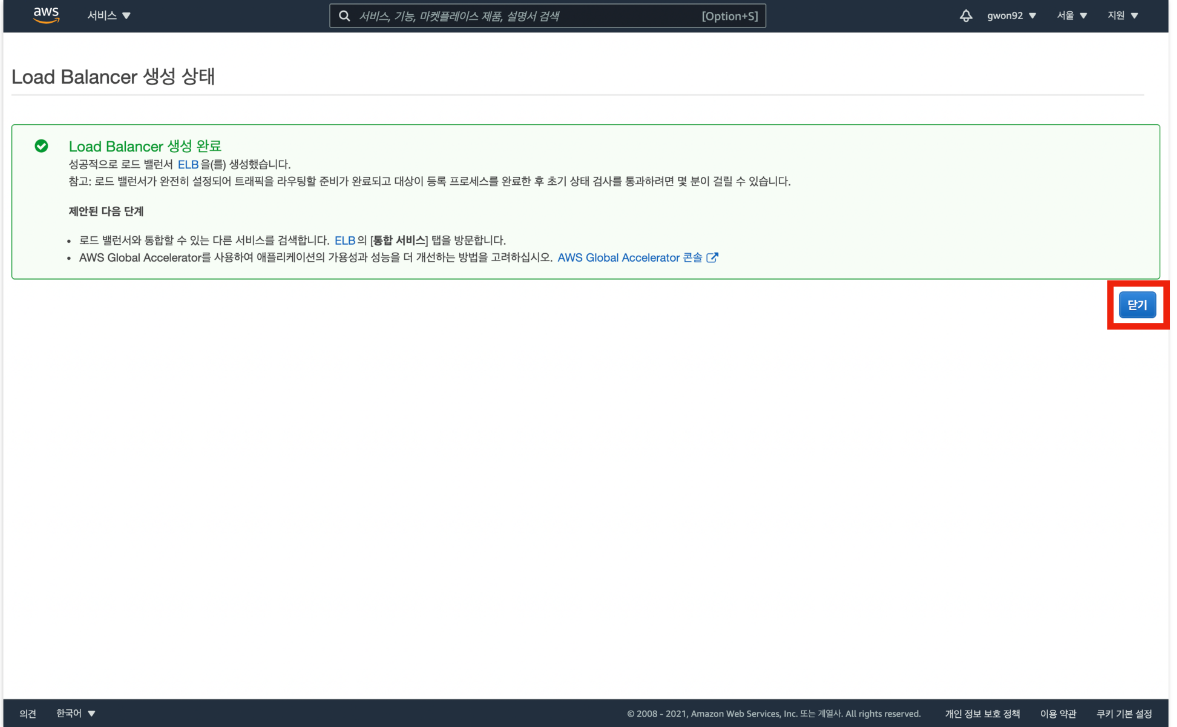 aws 서비스 ▼ 서비스, 기능, 마켓플레이스 제품, 설명서 검색 [Option+S] gwon92 ▼ 서울 ▼ 지원 ▼
Load Balancer 생성 상태
Load Balancer 생성 완료
성공적으로 로드 밸런서 ELB을(를) 생성했습니다.
참고: 로드 밸런서가 완전히 설정되어 트래픽을 라우팅할 준비가 완료되고 대상이 등록 프로세스를 완료한 후 초기 상태 검사를 통과하려면 몇 분이 걸릴 수 있습니다.
제안된 다음 단계
• 로드 밸런서와 통합할 수 있는 다른 서비스를 검색합니다. ELB의 [통합 서비스] 탭을 방문합니다.
• AWS Global Accelerator를 사용하여 애플리케이션의 가용성과 성능을 더 개선하는 방법을 고려하십시오. AWS Global Accelerator 콘솔
닫기
의견 한국어 ▼ © 2008 - 2021, Amazon Web Services, Inc. 또는 계열사. All rights reserved. 개인 정보 보호 정책 이용 약관 쿠키 기본 설정